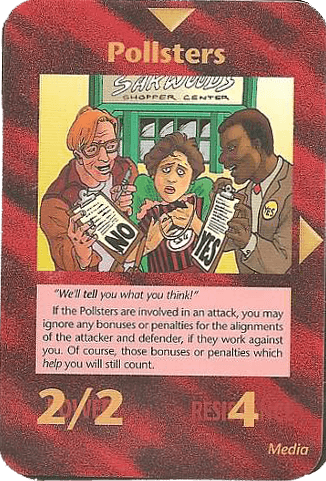 Pollsters
SARWOODS
SHOPPER CENTER
NO
YES
YES
"We'll tell you what you think!"
If the Pollsters are involved in an attack, you may
ignore any bonuses or penalties for the alignments
of the attacker and defender, if they work against
you. Of course, those bonuses or penalties which
help you will still count.
POWER
2/2
RESISTANCE
4
Media